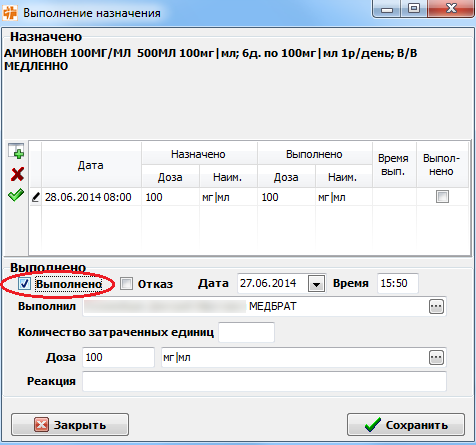 Выполнение назначения
Назначено
АМИНОВЕН 100МГ/МЛ 500МЛ 100мг|мл; 6д. по 100мг|мл 1р/день; В/В
МЕДЛЕННО
Дата Назначено Выполнено Время вып. Выпол-нено
Доза Наим. Доза Наим.
28.06.2014 08:00 100 мг|мл 100 мг|мл
Выполнено
Выполнено Отказ Дата 27.06.2014 Время 15:50
Выполнил МЕДБРАТ
Количество затраченных единиц
Доза 100 мг|мл
Реакция
Закрыть Сохранить